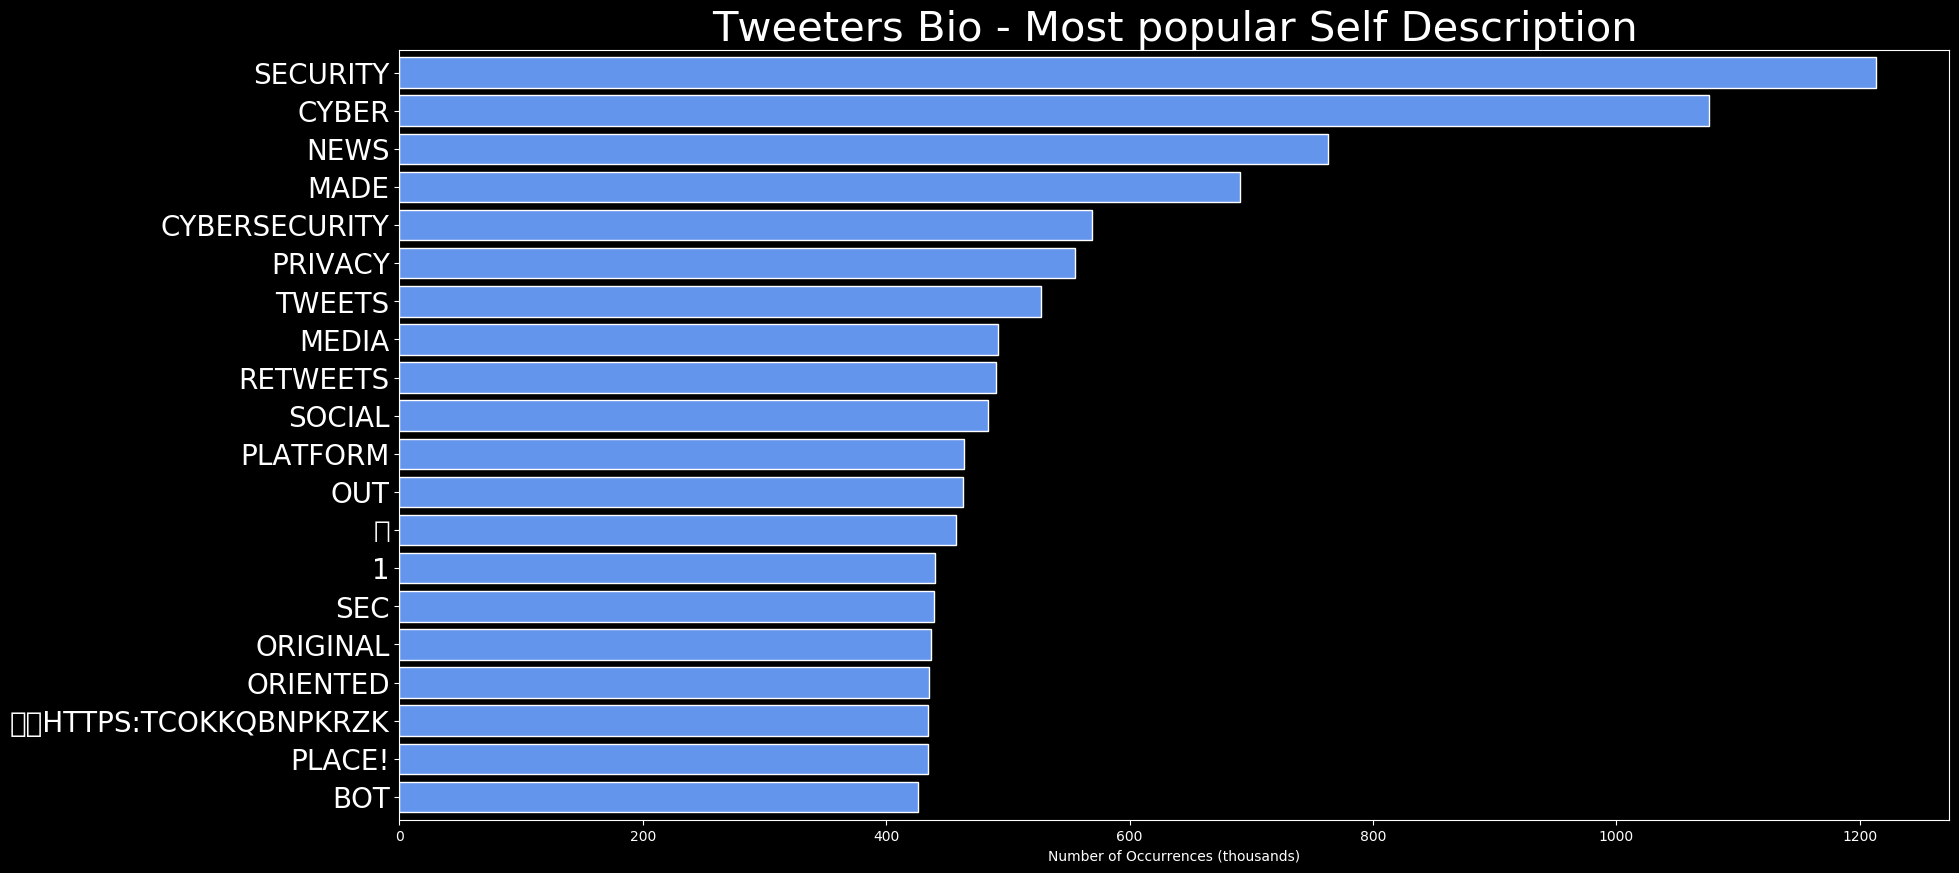 Tweeters Bio - Most popular Self Description
SECURITY
CYBER
NEWS
MADE
CYBERSECURITY
PRIVACY
TWEETS
MEDIA
RETWEETS
SOCIAL
PLATFORM
OUT
1
SEC
ORIGINAL
ORIENTED
HTTPS:TCOKKQBNPKRZK
PLACE!
BOT
0 200 400 600 800 1000 1200
Number of Occurrences (thousands)